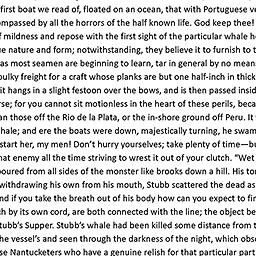 first boat we read of, floated on an ocean, that with Portuguese ve
ompassed by all the horrors of the half known life. God keep thee!
f mildness and repose with the first sight of the particular whale h
ue nature and form; notwithstanding, they believe it to furnish to t
as most seamen are beginning to learn, tar in general by no means
bulky freight for a craft whose planks are but one half-inch in thick
it hangs in a slight festoon over the bows, and is then passed insid
rse; for you cannot sit motionless in the heart of these perils, beca
an those off the Rio de la Plata, or the in-shore ground off Peru. It
hale; and ere the boats were down, majestically turning, he swam
start her, my men! Don't hurry yourselves; take plenty of time—bu
hat enemy all the time striving to wrest it out of your clutch. “Wet
poured from all sides of the monster like brooks down a hill. His tor
withdrawing his own from his mouth, Stubb scattered the dead as
nd if you take the breath out of his body how can you expect to fin
ch by its own cord, are both connected with the line; the object be
tubb's Supper. Stubb's whale had been killed some distance from t
he vessel's and seen through the darkness of the night, which obs
se Nantucketers who have a genuine relish for that particular part